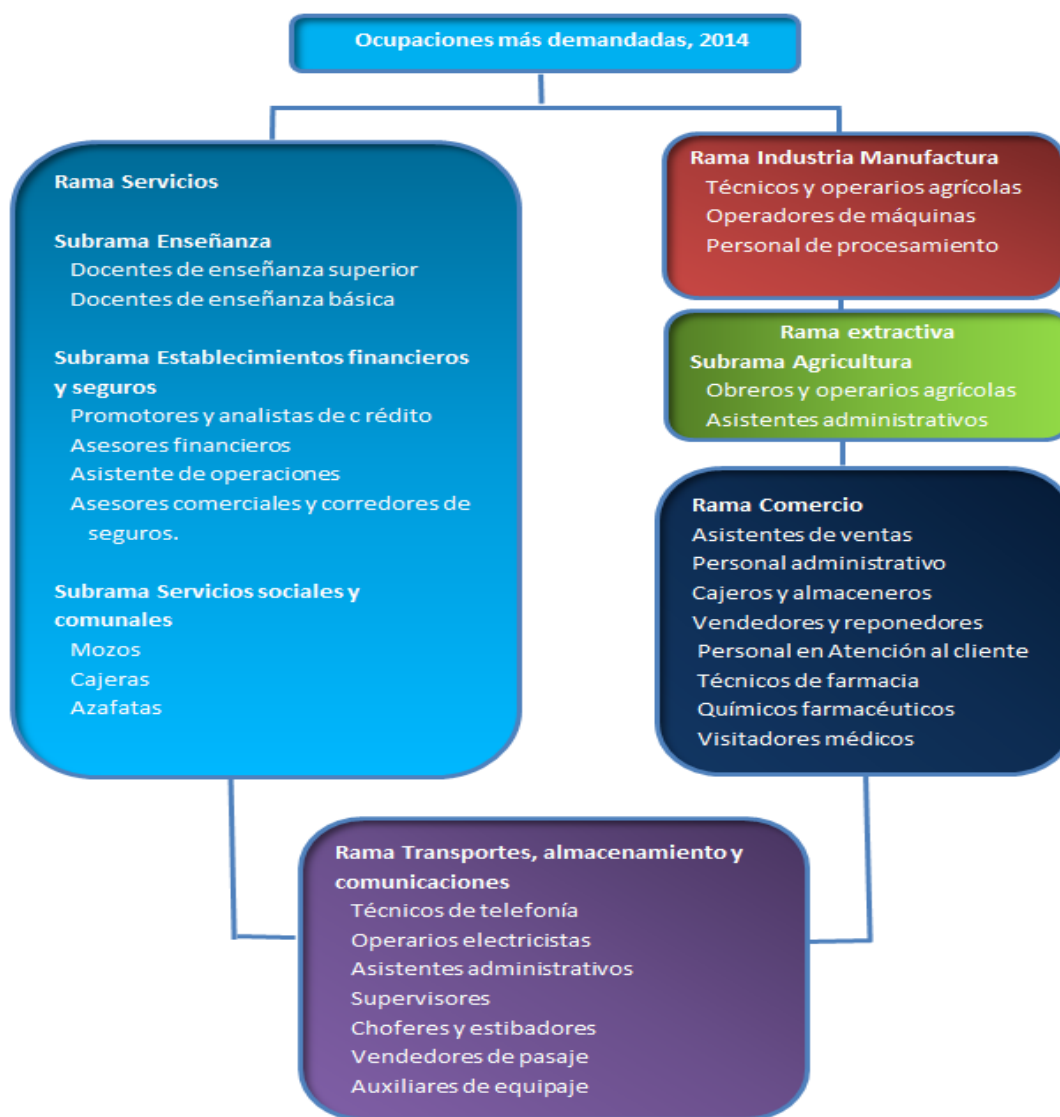 Ocupaciones más demandadas, 2014
Rama Servicios
Subrama Enseñanza
Docentes de enseñanza superior
Docentes de enseñanza básica
Subrama Establecimientos financieros
y seguros
Promotores y analistas de c rédito
Asesores financieros
Asistente de operaciones
Asesores comerciales y corredores de
seguros.
Subrama Servicios sociales y
comunales
Mozos
Cajeras
Azafatas
Rama Industria Manufactura
Técnicos y operarios agrícolas
Operadores de máquinas
Personal de procesamiento
Rama extractiva
Subrama Agricultura
Obreros y operarios agrícolas
Asistentes administrativos
Rama Comercio
Asistentes de ventas
Personal administrativo
Cajeros y almaceneros
Vendedores y reponedores
Personal en Atención al cliente
Técnicos de farmacia
Químicos farmacéuticos
Visitadores médicos
Rama Transportes, almacenamiento y
comunicaciones
Técnicos de telefonía
Operarios electricistas
Asistentes administrativos
Supervisores
Choferes y estibadores
Vendedores de pasaje
Auxiliares de equipaje